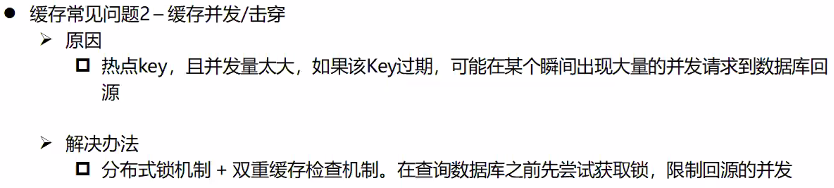 ● 缓存常见问题2 – 缓存并发/击穿
➢ 原因
❑ 热点key，且并发量太大，如果该Key过期，可能在某个瞬间出现大量的并发请求到数据库回
源
➢ 解决办法
❑ 分布式锁机制 + 双重缓存检查机制。在查询数据库之前先尝试获取锁，限制回源的并发